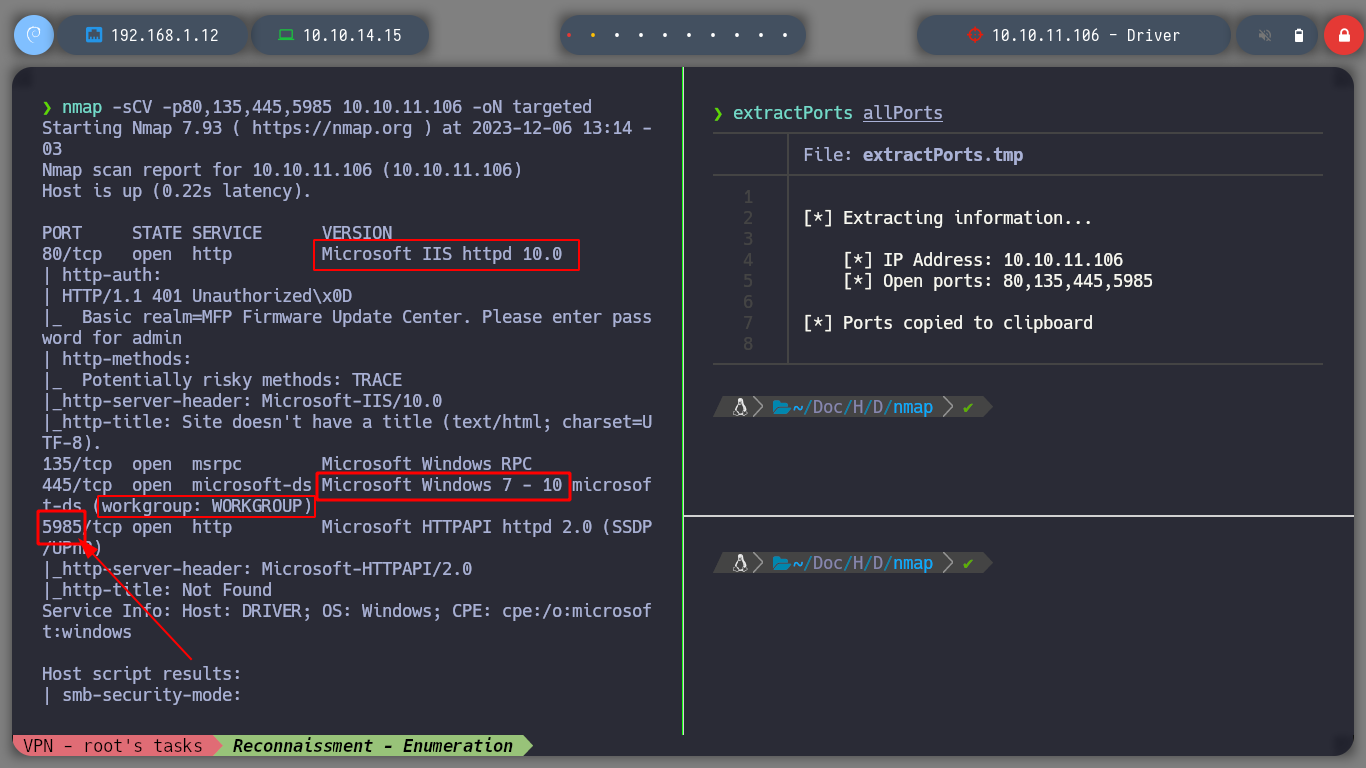 192.168.1.12
10.10.14.15
10.10.11.106 - Driver
❯ nmap -sCV -p80,135,445,5985 10.10.11.106 -oN targeted
Starting Nmap 7.93 ( https://nmap.org ) at 2023-12-06 13:14 -
03
Nmap scan report for 10.10.11.106 (10.10.11.106)
Host is up (0.22s latency).
PORT     STATE SERVICE      VERSION
80/tcp   open  http         Microsoft IIS httpd 10.0
| http-auth:
| HTTP/1.1 401 Unauthorized\x0D
|_  Basic realm=MFP Firmware Update Center. Please enter pass
word for admin
| http-methods:
|_  Potentially risky methods: TRACE
|_http-server-header: Microsoft-IIS/10.0
|_http-title: Site doesn't have a title (text/html; charset=U
TF-8).
135/tcp  open  msrpc        Microsoft Windows RPC
445/tcp  open  microsoft-ds Microsoft Windows 7 - 10 microsof
t-ds (workgroup: WORKGROUP)
5985/tcp open  http         Microsoft HTTPAPI httpd 2.0 (SSDP
/UPnP)
|_http-server-header: Microsoft-HTTPAPI/2.0
|_http-title: Not Found
Service Info: Host: DRIVER; OS: Windows; CPE: cpe:/o:microsof
t:windows
Host script results:
| smb-security-mode:
❯ extractPorts allPorts
File: extractPorts.tmp
1
2 [*] Extracting information...
3
4     [*] IP Address: 10.10.11.106
5     [*] Open ports: 80,135,445,5985
6
7 [*] Ports copied to clipboard
8
~/Doc/H/D/nmap ✔
~/Doc/H/D/nmap ✔
VPN - root's tasks Reconnaissment - Enumeration